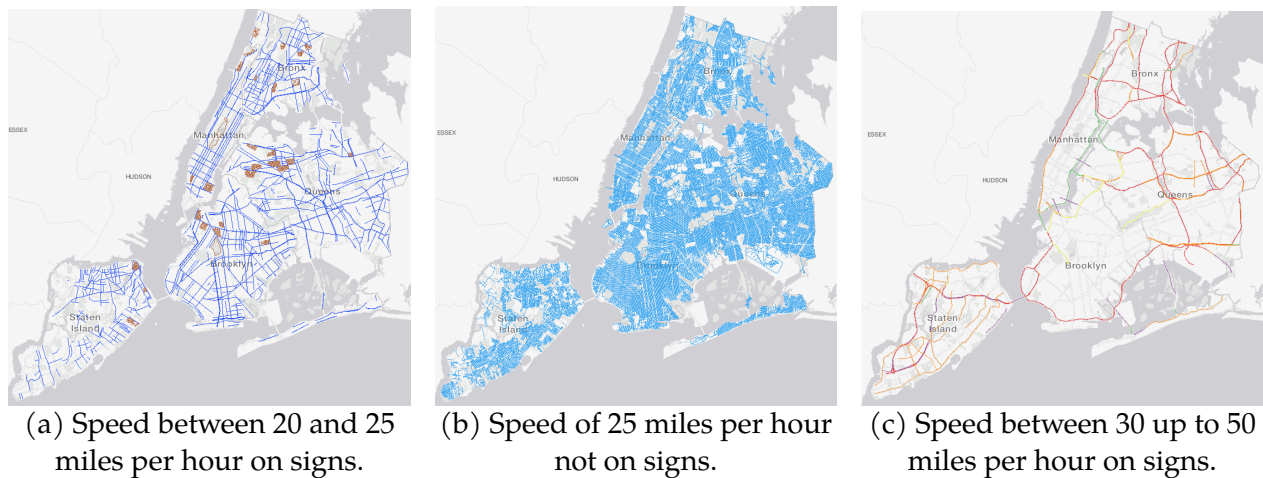 Bronx
Manhattan
ESSEX
HUDSON
Queens
Brooklyn
Staten
Island
Bronx
Manhattan
ESSEX
HUDSON
Queens
Brooklyn
Staten
Island
Bronx
Manhattan
ESSEX
HUDSON
Queens
Brooklyn
Staten
Island
(a) Speed between 20 and 25
miles per hour on signs.
(b) Speed of 25 miles per hour
not on signs.
(c) Speed between 30 up to 50
miles per hour on signs.